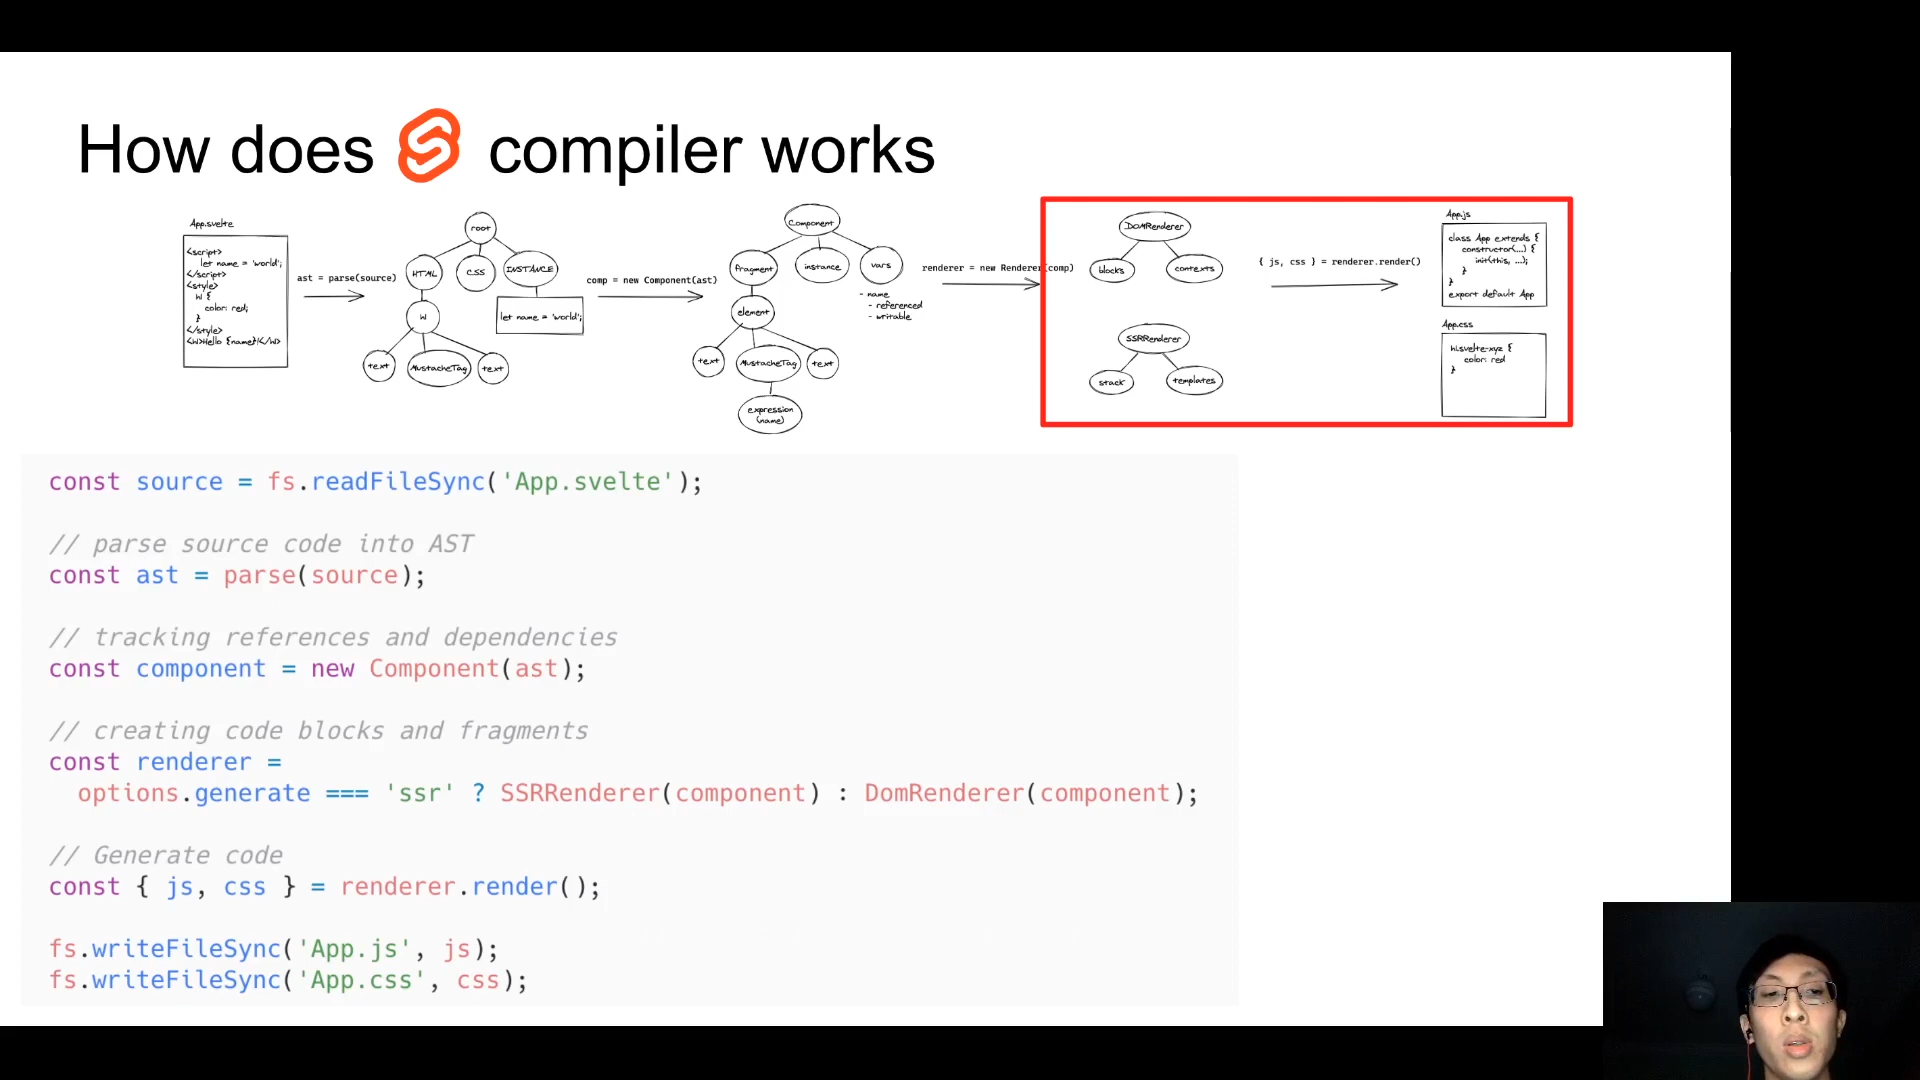 How does compiler works
App.svelte
<script>
let name = 'world';
</script>
<style>
h1 {
color: red;
}
</style>
<h1>Hello {name}!</h1>
ast = parse(source)
root
HTML
CSS
INSTANCE
h1
let name = 'world';
text
MustacheTag
text
comp = new Component(ast)
Component
fragment
instance
vars
- name
- referenced
- writable
element
text
MustacheTag
text
expression
(name)
renderer = new Renderer(comp)
DOMRenderer
blocks
contexts
SSRRenderer
stack
templates
{ js, css } = renderer.render()
App.js
class App extends {
constructor(...) {
init(this, ...);
}
}
export default App
App.css
h1.svelte-xyz {
color: red
}
const source = fs.readFileSync('App.svelte');
// parse source code into AST
const ast = parse(source);
// tracking references and dependencies
const component = new Component(ast);
// creating code blocks and fragments
const renderer =
options.generate === 'ssr' ? SSRRenderer(component) : DomRenderer(component);
// Generate code
const { js, css } = renderer.render();
fs.writeFileSync('App.js', js);
fs.writeFileSync('App.css', css);